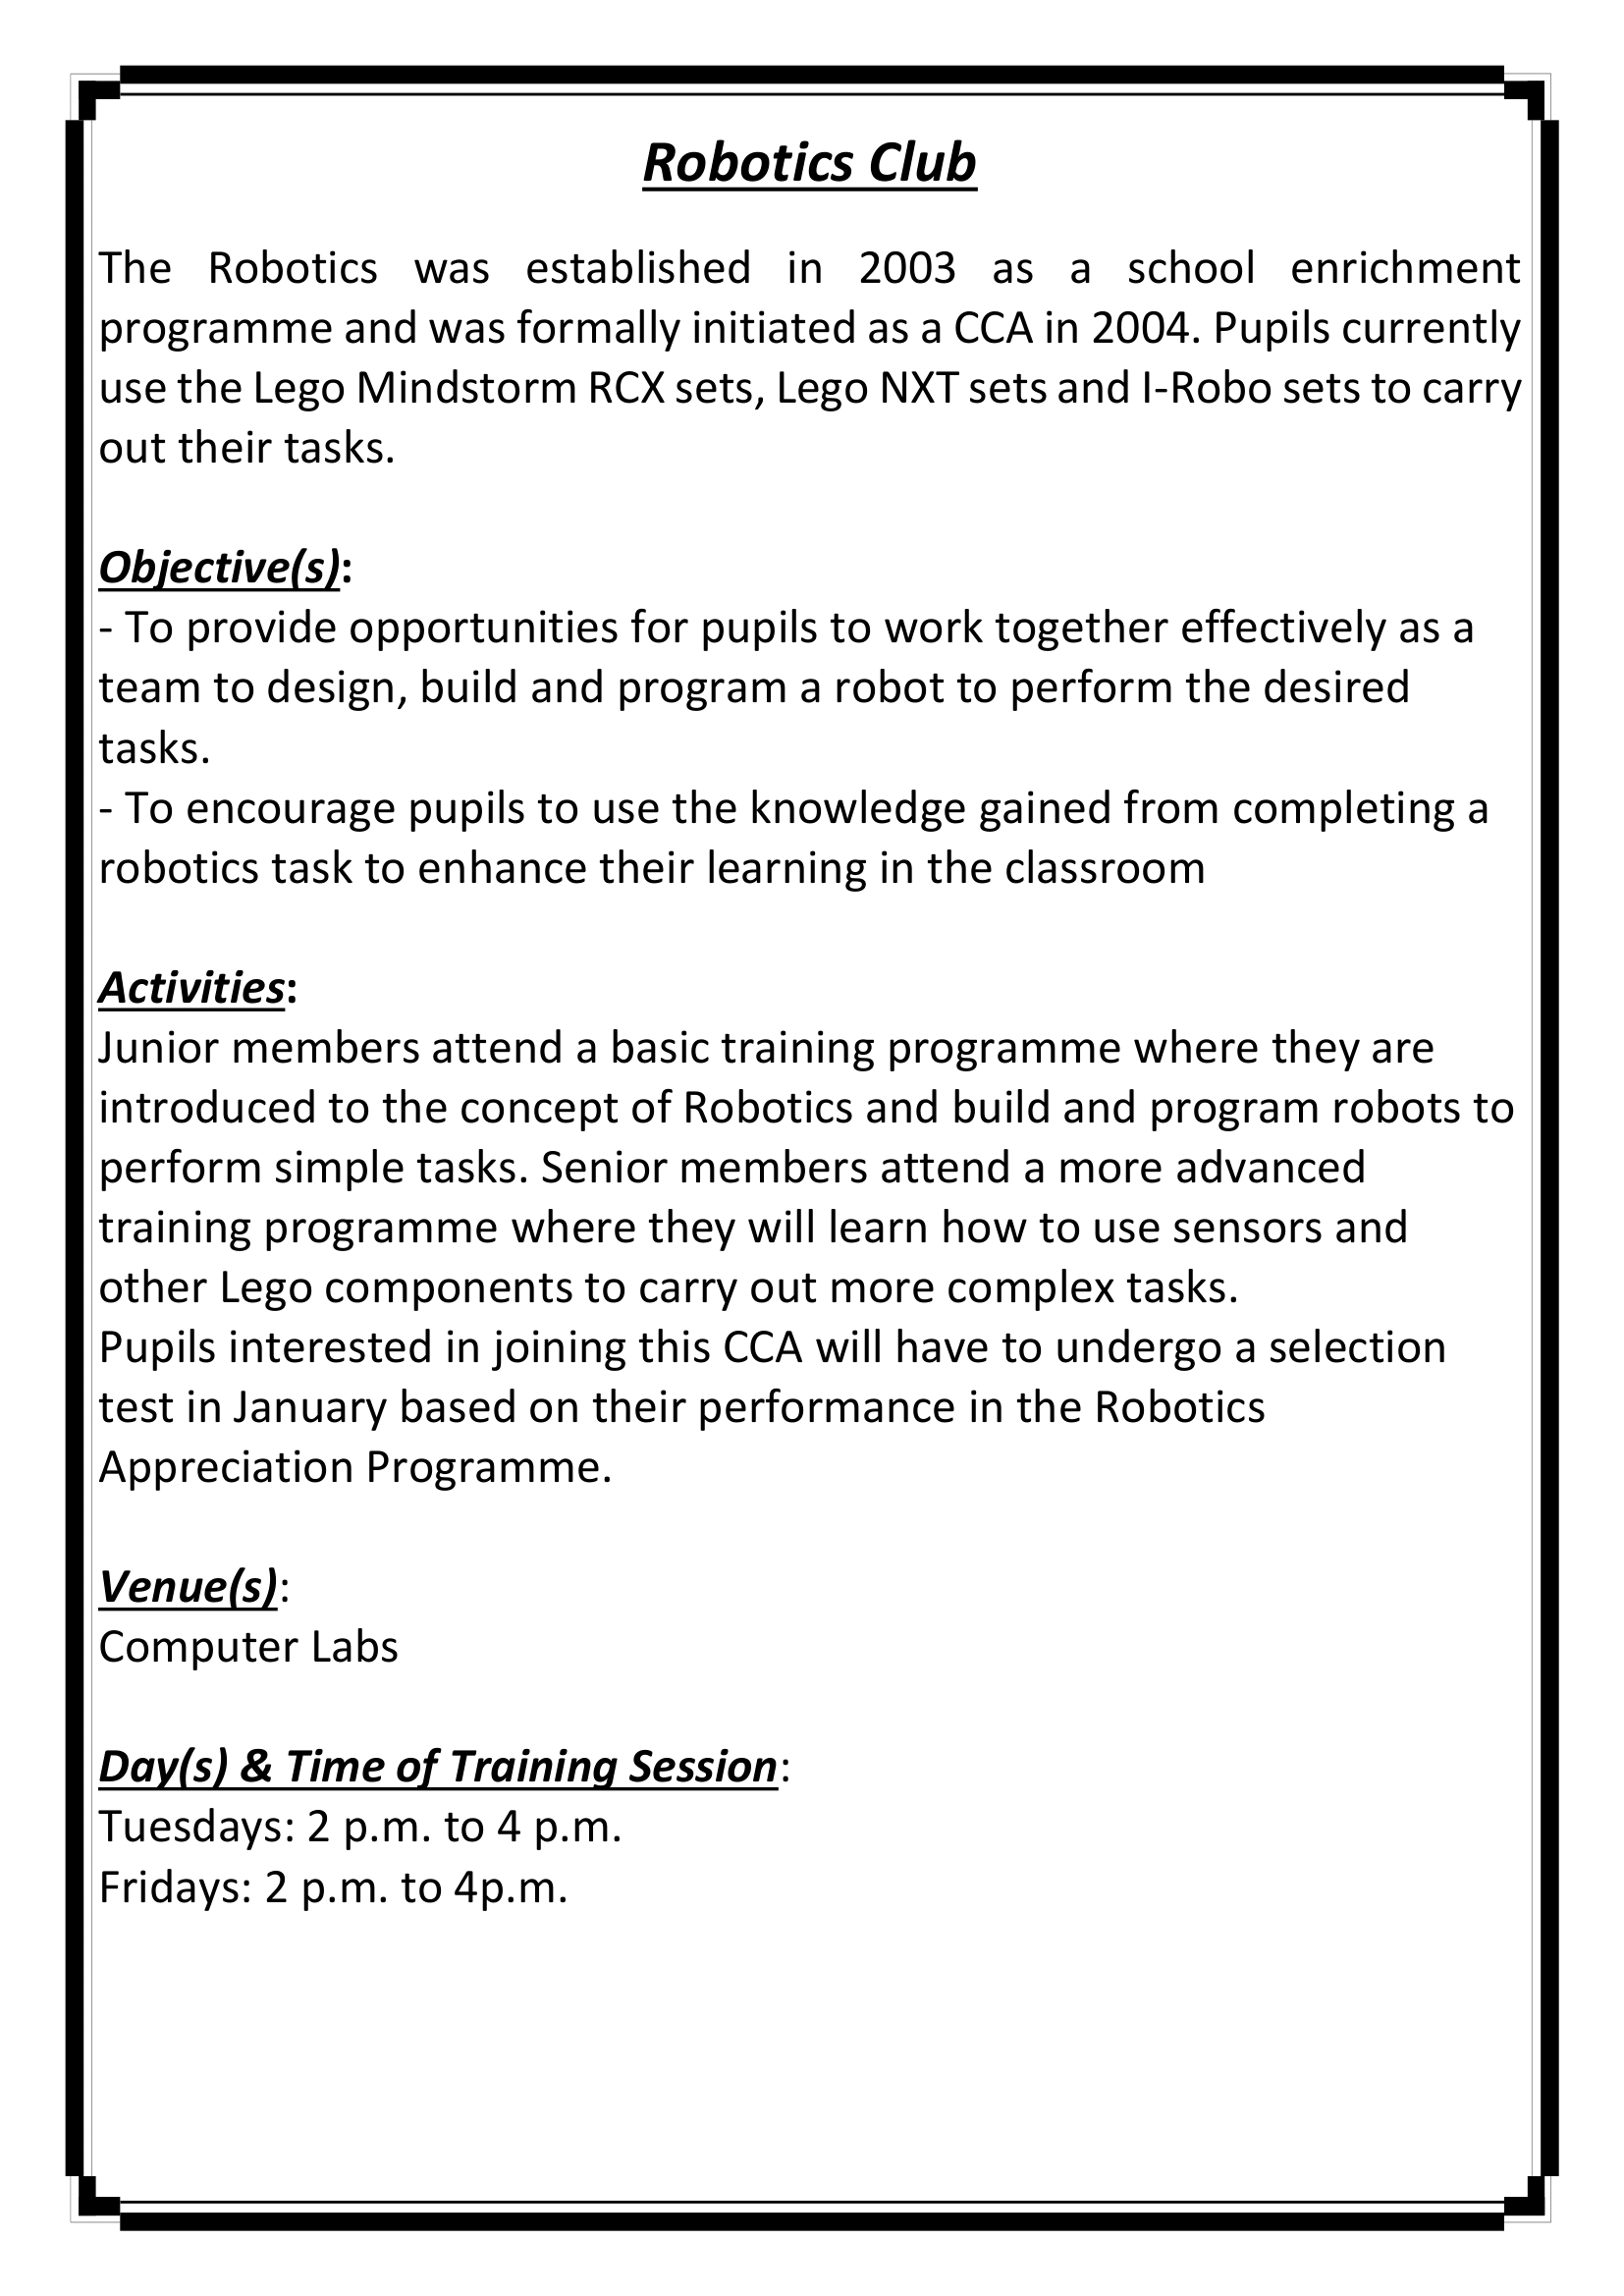 Robotics Club
The Robotics was established in 2003 as a school enrichment
programme and was formally initiated as a CCA in 2004. Pupils currently
use the Lego Mindstorm RCX sets, Lego NXT sets and I-Robo sets to carry
out their tasks.
Objective(s):
- To provide opportunities for pupils to work together effectively as a
team to design, build and program a robot to perform the desired
tasks.
- To encourage pupils to use the knowledge gained from completing a
robotics task to enhance their learning in the classroom
Activities:
Junior members attend a basic training programme where they are
introduced to the concept of Robotics and build and program robots to
perform simple tasks. Senior members attend a more advanced
training programme where they will learn how to use sensors and
other Lego components to carry out more complex tasks.
Pupils interested in joining this CCA will have to undergo a selection
test in January based on their performance in the Robotics
Appreciation Programme.
Venue(s):
Computer Labs
Day(s) & Time of Training Session:
Tuesdays: 2 p.m. to 4 p.m.
Fridays: 2 p.m. to 4p.m.